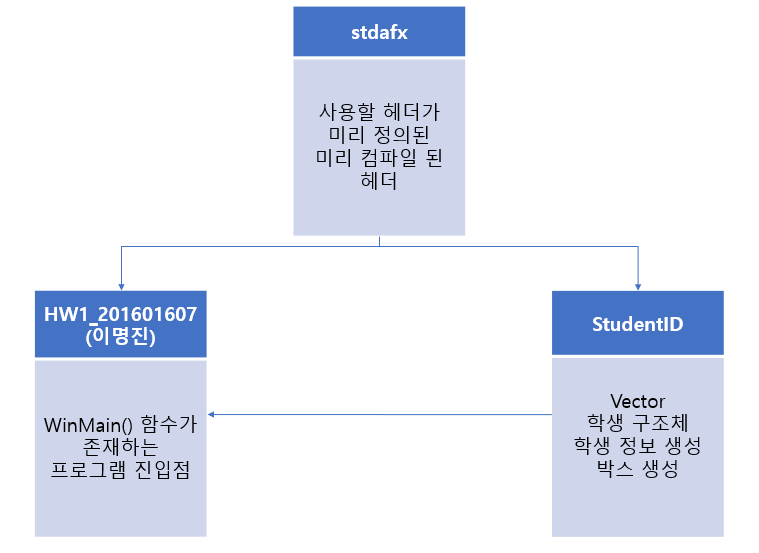 stdafx
사용할 헤더가
미리 정의된
미리 컴파일 된
헤더
HW1_201601607
(이명진)
WinMain() 함수가
존재하는
프로그램 진입점
StudentID
Vector
학생 구조체
학생 정보 생성
박스 생성